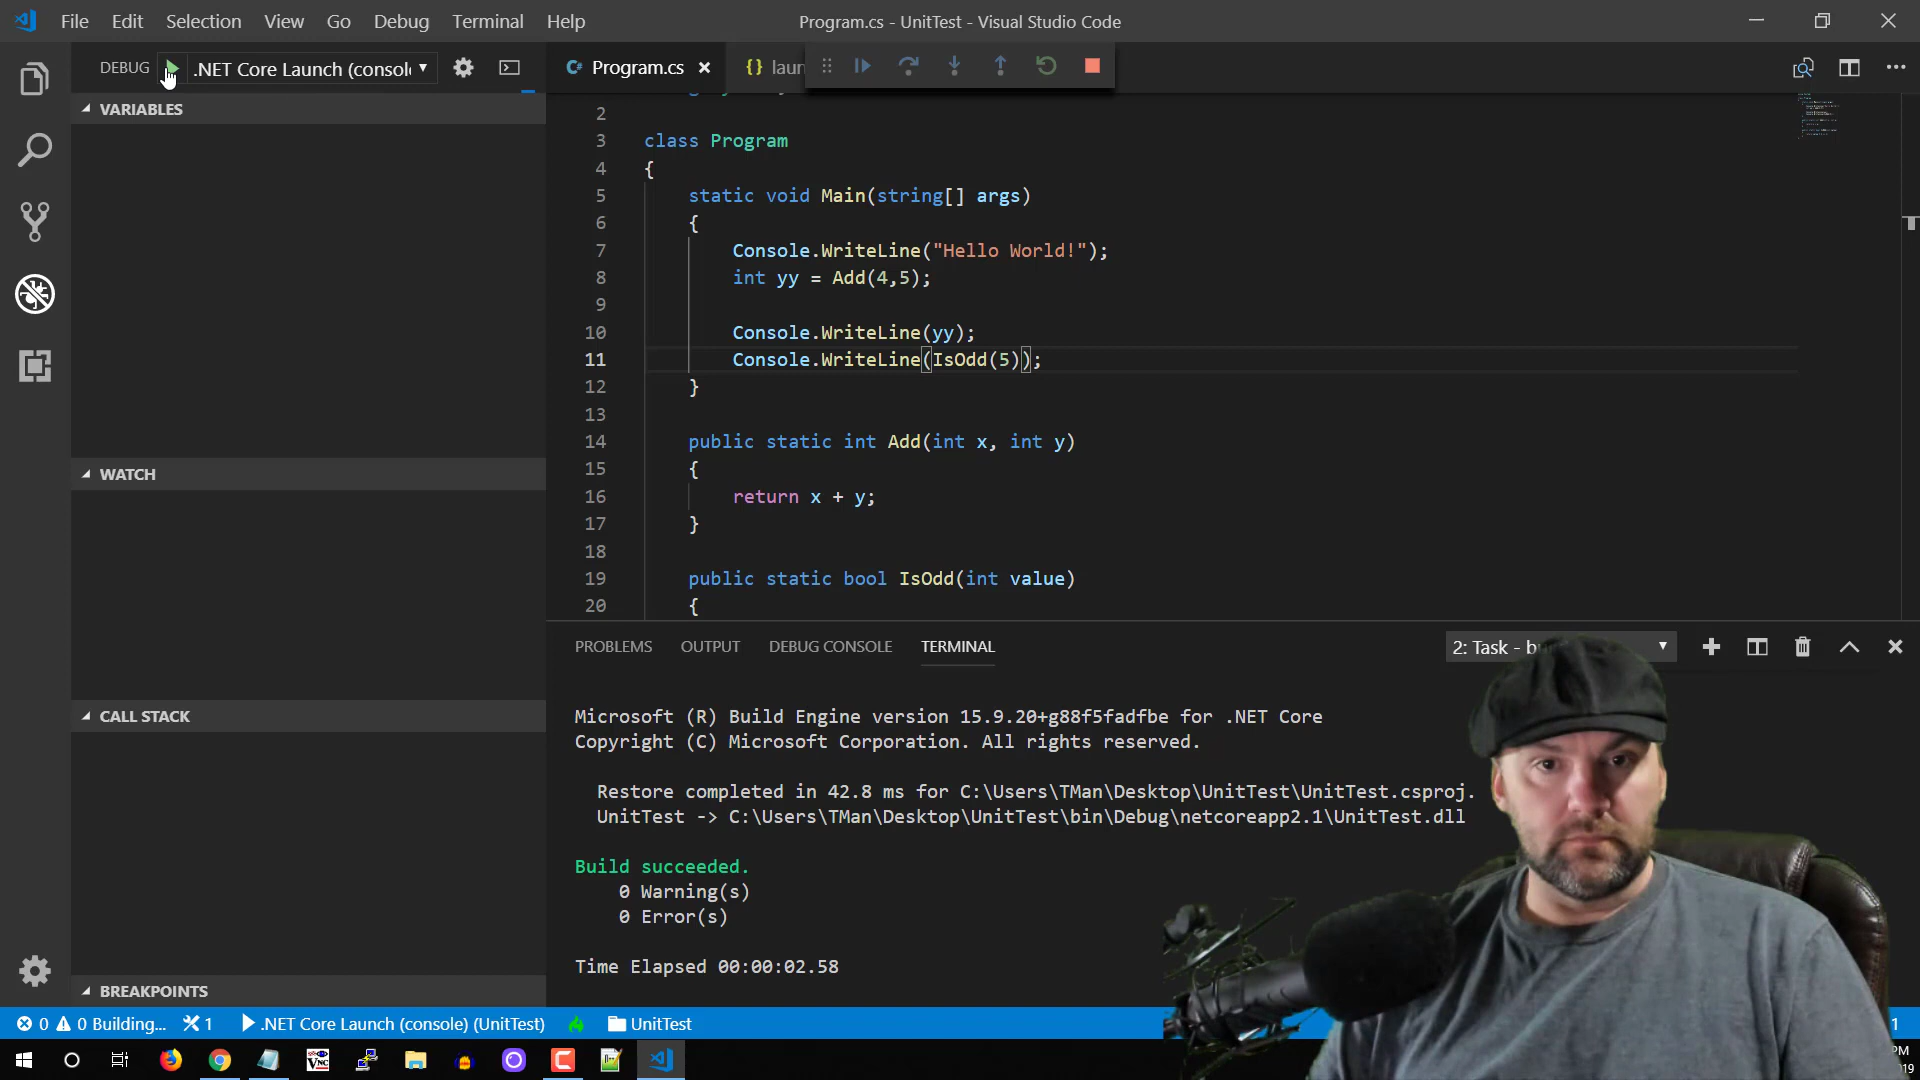 File Edit Selection View Go Debug Terminal Help
Program.cs - UnitTest - Visual Studio Code
DEBUG .NET Core Launch (consol
Program.cs
laun
VARIABLES
WATCH
CALL STACK
BREAKPOINTS
2
3 class Program
4 {
5 static void Main(string[] args)
6 {
7 Console.WriteLine("Hello World!");
8 int yy = Add(4,5);
9
10 Console.WriteLine(yy);
11 Console.WriteLine(IsOdd(5));
12 }
13
14 public static int Add(int x, int y)
15 {
16 return x + y;
17 }
18
19 public static bool IsOdd(int value)
20 {
PROBLEMS OUTPUT DEBUG CONSOLE TERMINAL
2: Task - bu
Microsoft (R) Build Engine version 15.9.20+g88f5fadfbe for .NET Core
Copyright (C) Microsoft Corporation. All rights reserved.
Restore completed in 42.8 ms for C:\Users\TMan\Desktop\UnitTest\UnitTest.csproj.
UnitTest -> C:\Users\TMan\Desktop\UnitTest\bin\Debug\netcoreapp2.1\UnitTest.dll
Build succeeded.
0 Warning(s)
0 Error(s)
Time Elapsed 00:00:02.58
0 0 Building... 1 .NET Core Launch (console) (UnitTest) UnitTest
1
VNC
PM
19